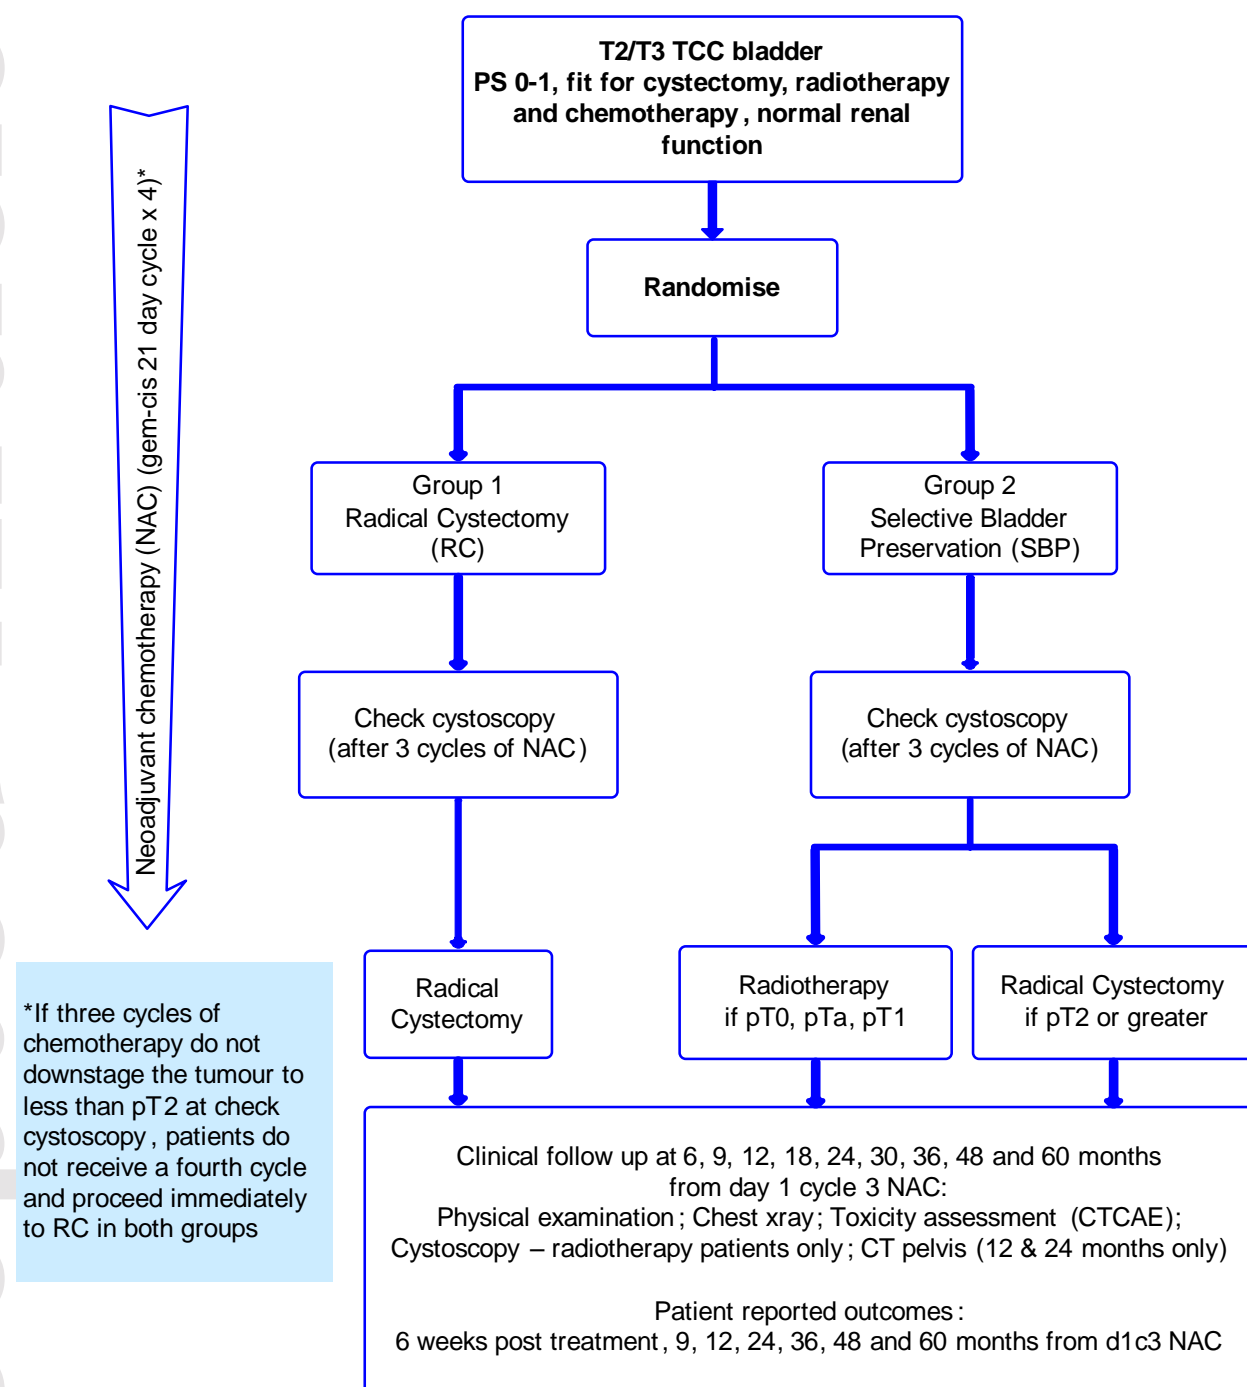 T2/T3 TCC bladder
PS 0-1, fit for cystectomy, radiotherapy
and chemotherapy, normal renal
function
Randomise
Neoadjuvant chemotherapy (NAC) (gem-cis 21 day cycle x 4)*
Group 1
Radical Cystectomy
(RC)
Group 2
Selective Bladder
Preservation (SBP)
Check cystoscopy
(after 3 cycles of NAC)
Check cystoscopy
(after 3 cycles of NAC)
Radical
Cystectomy
Radiotherapy
if pT0, pTa, pT1
Radical Cystectomy
if pT2 or greater
*If three cycles of
chemotherapy do not
downstage the tumour to
less than pT2 at check
cystoscopy, patients do
not receive a fourth cycle
and proceed immediately
to RC in both groups
Clinical follow up at 6, 9, 12, 18, 24, 30, 36, 48 and 60 months
from day 1 cycle 3 NAC:
Physical examination; Chest xray; Toxicity assessment (CTCAE);
Cystoscopy – radiotherapy patients only; CT pelvis (12 & 24 months only)
Patient reported outcomes:
6 weeks post treatment, 9, 12, 24, 36, 48 and 60 months from d1c3 NAC